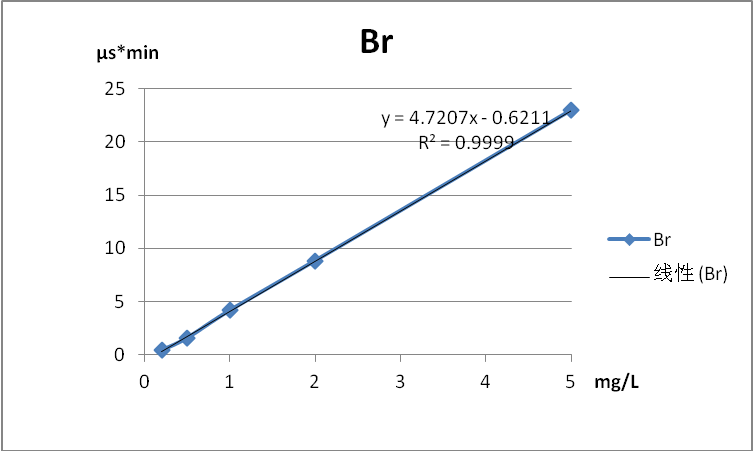 Br
μs*min
25
20
15
10
5
0
y = 4.7207x - 0.6211
R² = 0.9999
0 1 2 3 4 5 mg/L
Br
线性 (Br)